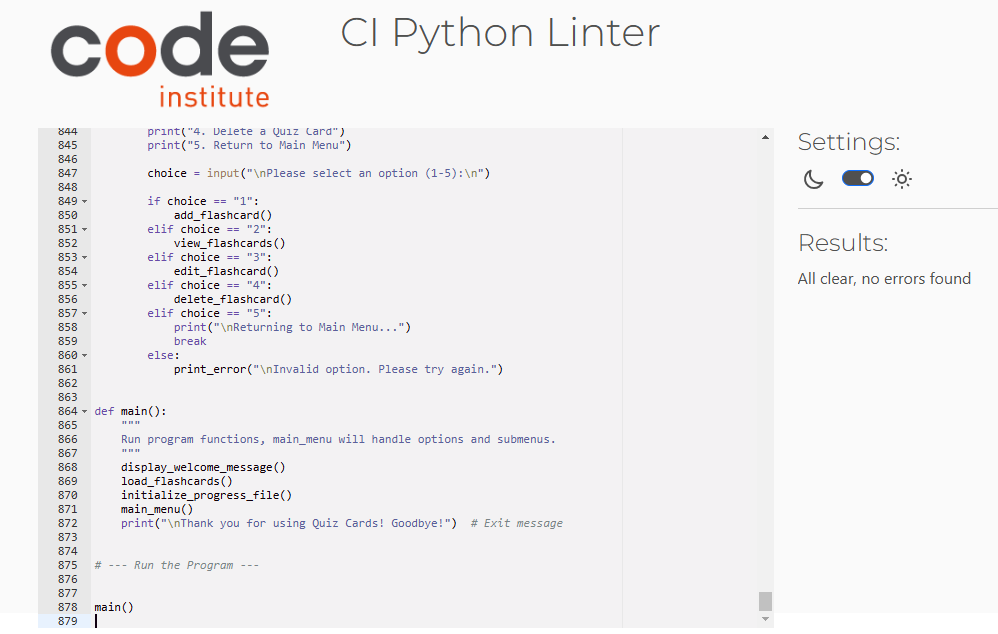 code
institute
CI Python Linter
844 print("4. Delete a Quiz Card")
845 print("5. Return to Main Menu")
846
847 choice = input("\nPlease select an option (1-5):\n")
848
849 if choice == "1":
850 add_flashcard()
851 elif choice == "2":
852 view_flashcards()
853 elif choice == "3":
854 edit_flashcard()
855 elif choice == "4":
856 delete_flashcard()
857 elif choice == "5":
858 print("\nReturning to Main Menu...")
859 break
860 else:
861 print_error("\nInvalid option. Please try again.")
862
863
864 def main():
865 """
866 Run program functions, main_menu will handle options and submenus.
867 """
868 display_welcome_message()
869 load_flashcards()
870 initialize_progress_file()
871 main_menu()
872 print("\nThank you for using Quiz Cards! Goodbye!")  # Exit message
873
874
875 # --- Run the Program ---
876
877
878 main()
879
Settings:
Results:
All clear, no errors found